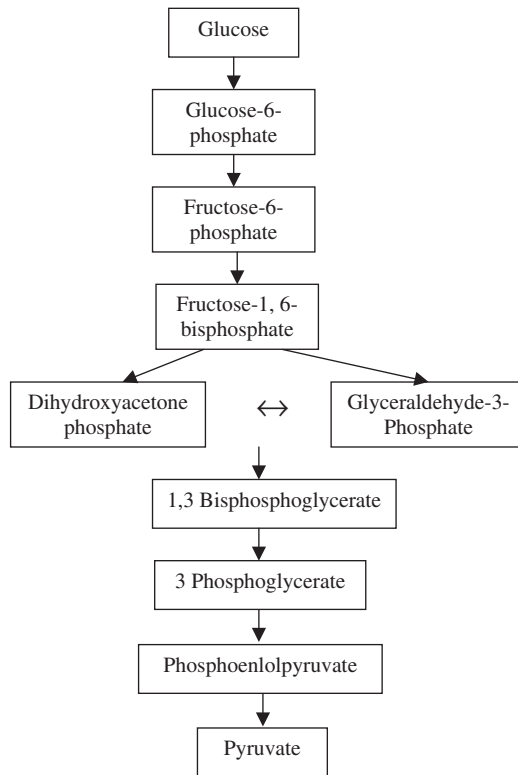 Glucose
Glucose-6-
phosphate
Fructose-6-
phosphate
Fructose-1, 6-
bisphosphate
Dihydroxyacetone
phosphate
Glyceraldehyde-3-
Phosphate
1,3 Bisphosphoglycerate
3 Phosphoglycerate
Phosphoenlolpyruvate
Pyruvate